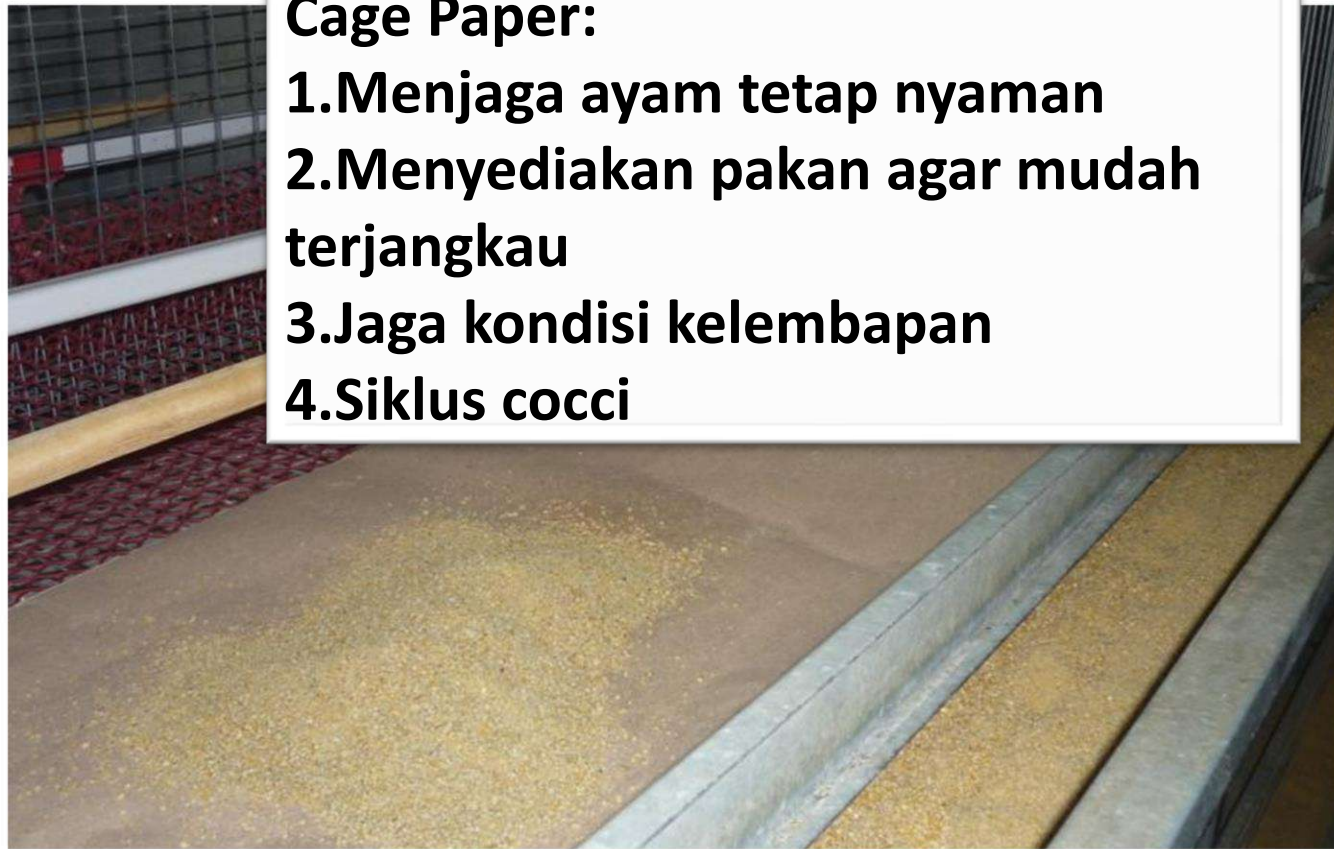 Cage Paper:
1.Menjaga ayam tetap nyaman
2.Menyediakan pakan agar mudah
terjangkau
3.Jaga kondisi kelembapan
4.Siklus cocci